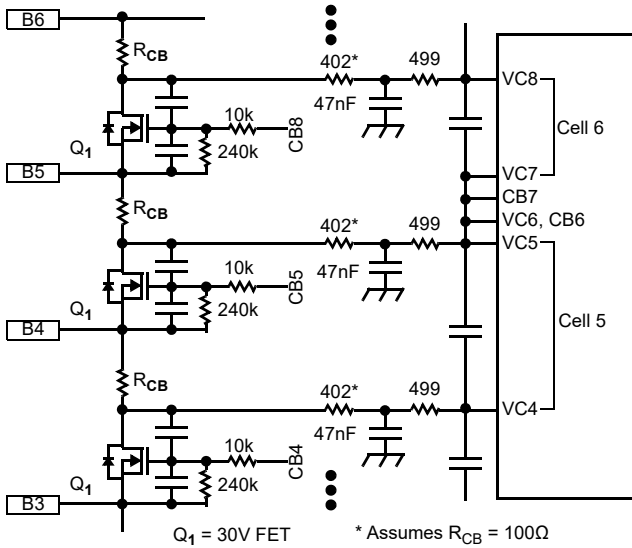 B6
RCB
402*
499
VC8
47nF
10k
CB8
Cell 6
Q1
240k
B5
VC7
CB7
RCB
VC6, CB6
402*
499
VC5
47nF
10k
CB5
Q1
240k
B4
Cell 5
RCB
402*
499
VC4
47nF
10k
CB4
Q1
240k
B3
Q1 = 30V FET
* Assumes RCB = 100Ω